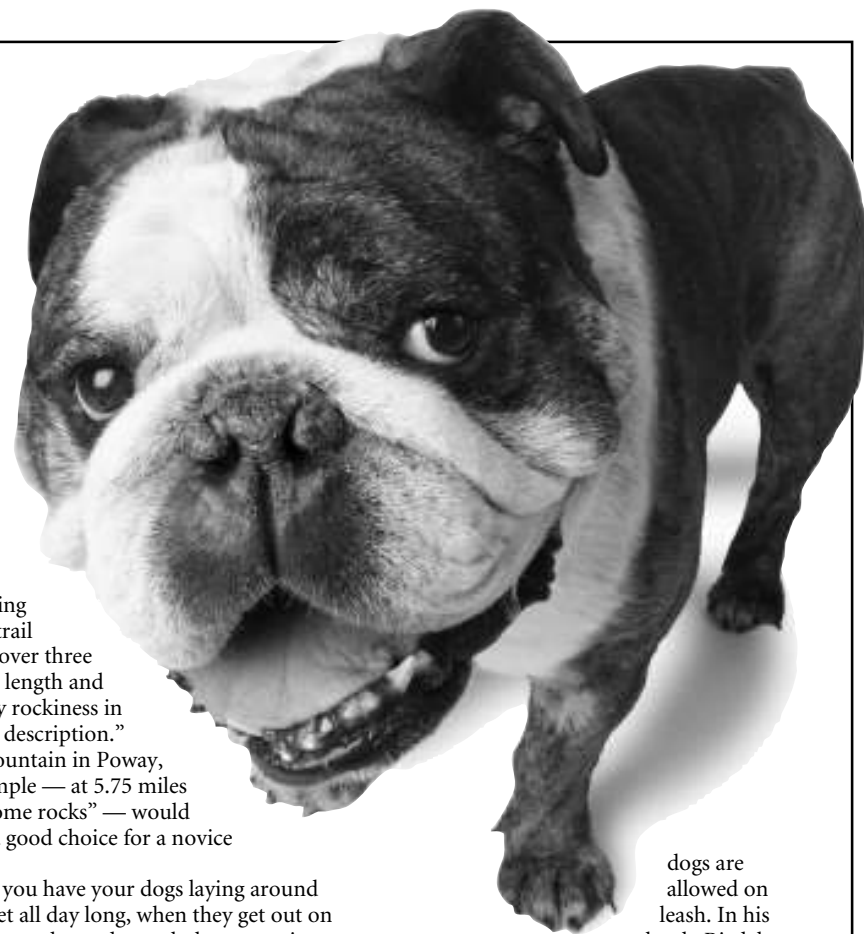 ing
trail
over three
length and
y rockiness in
description.”
ountain in Poway,
mple — at 5.75 miles
ome rocks” — would
good choice for a novice
you have your dogs laying around
et all day long, when they get out on
dogs are
allowed on
leash. In his